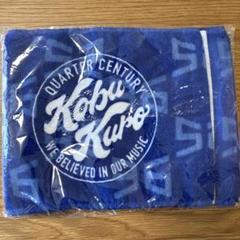 QUARTER CENTURY
Kobu
Kuro
WE BELIEVED IN OUR MUSIC